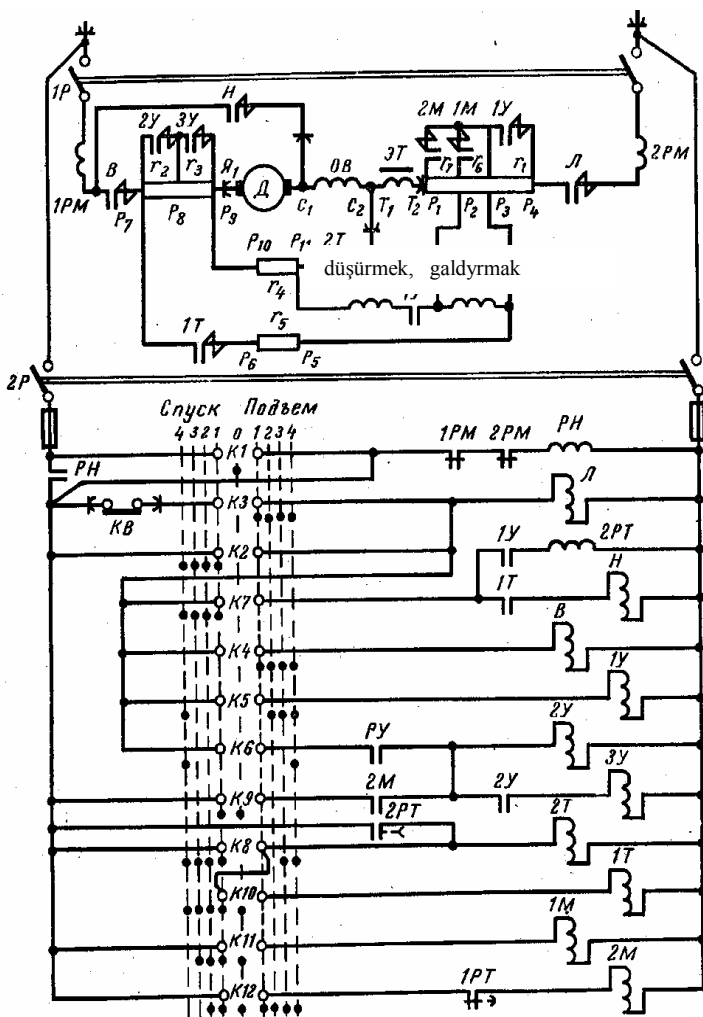 1Р
Н
2У 3У
2М 1М 1У
ЭТ
ОВ
r₂ r₃
Я₁
r₇ r₆ r₁
В
Д
Л
2РМ
1РМ
Р₇ Р₈ Р₉
С₁ С₂ Т₁ Т₂ Р₁ Р₂ Р₃ Р₄
Р₁₀ 2Т
düşürmek, galdyrmak
r₄
1Т
r₅
Р₆ Р₅
2Р
Спуск Подъем
4 3 2 1 0 1 2 3 4
РН
К1
1РМ 2РМ
РН
К3
Л
КВ
К2
1У
2РТ
К7
1Т
Н
К4
В
К5
1У
К6
РУ
2У
К9
2М
2У
3У
2РТ
К8
2Т
К10
1Т
К11
1М
К12
1РТ
2М